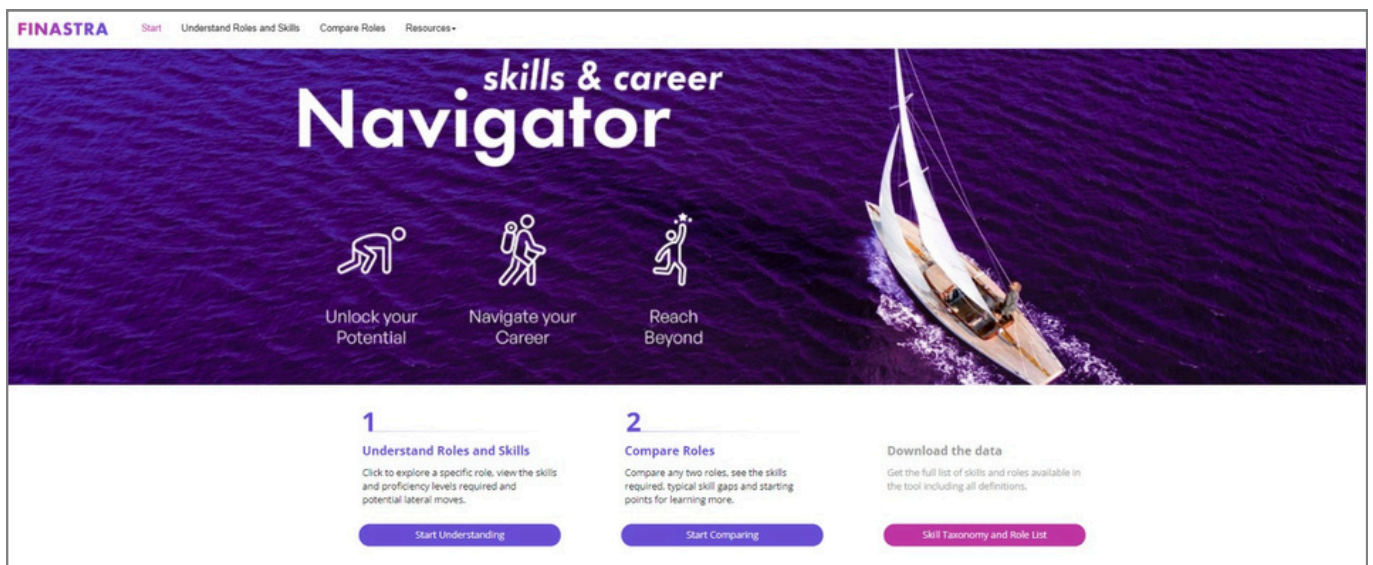 FINASTRA Start Understand Roles and Skills Compare Roles Resources
skills & career
Navigator
Unlock your
Potential
Navigate your
Career
Reach
Beyond
1
Understand Roles and Skills
Click to explore a specific role, view the skills
and proficiency levels required and
potential lateral moves.
Start Understanding
2
Compare Roles
Compare any two roles, see the skills
required, typical skill gaps and starting
points for learning more.
Start Comparing
Download the data
Get the full list of skills and roles available in
the tool including all definitions.
Skill Taxonomy and Role List